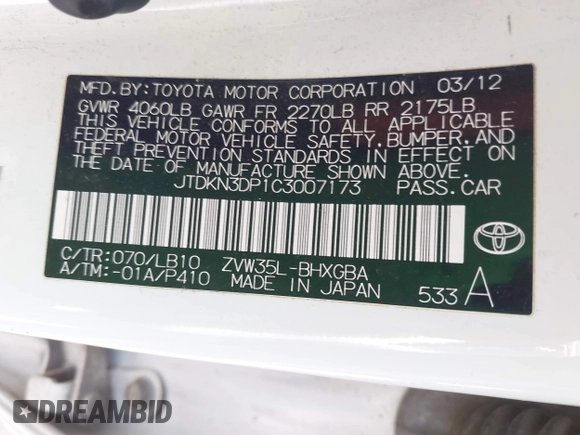 MFD.BY:TOYOTA MOTOR CORPORATION 03/12
GVWR 4060LB GAWR FR 2270LB RR 2175LB
THIS VEHICLE CONFORMS TO ALL APPLICABLE
FEDERAL MOTOR VEHICLE SAFETY,BUMPER,AND
THEFT PREVENTION STANDARDS IN EFFECT ON
THE DATE OF MANUFACTURE SHOWN ABOVE.
JTDKN3DP1C3007173 PASS.CAR
C/TR:070/LB10 ZVW35L-BHXGBA
A/TM:-01A/P410 MADE IN JAPAN 533 A
DREAMBID